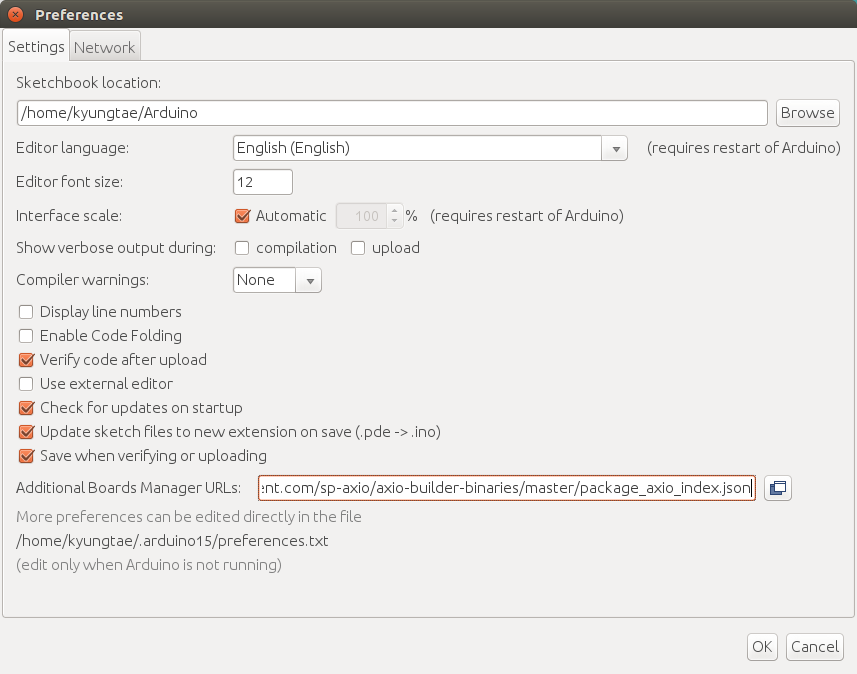 Preferences
Settings Network
Sketchbook location:
/home/kyungtae/Arduino Browse
Editor language: English (English) (requires restart of Arduino)
Editor font size: 12
Interface scale: Automatic 100 % (requires restart of Arduino)
Show verbose output during: compilation upload
Compiler warnings: None
Display line numbers
Enable Code Folding
Verify code after upload
Use external editor
Check for updates on startup
Update sketch files to new extension on save (.pde -> .ino)
Save when verifying or uploading
Additional Boards Manager URLs: nt.com/sp-axio/axio-builder-binaries/master/package_axio_index.json
More preferences can be edited directly in the file
/home/kyungtae/.arduino15/preferences.txt
(edit only when Arduino is not running)
OK Cancel